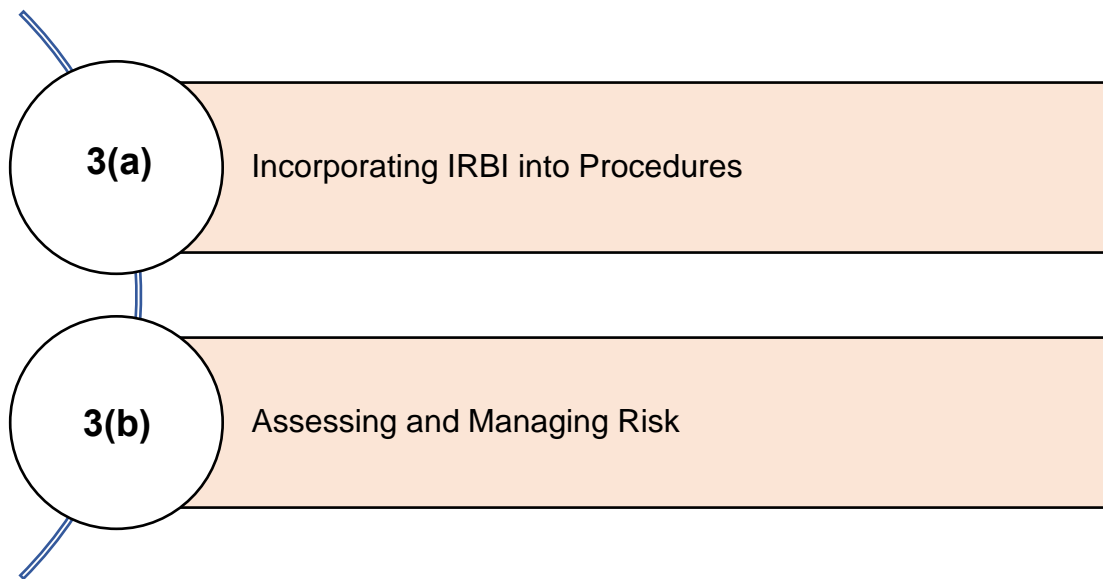 3(a)
Incorporating IRBI into Procedures
3(b)
Assessing and Managing Risk